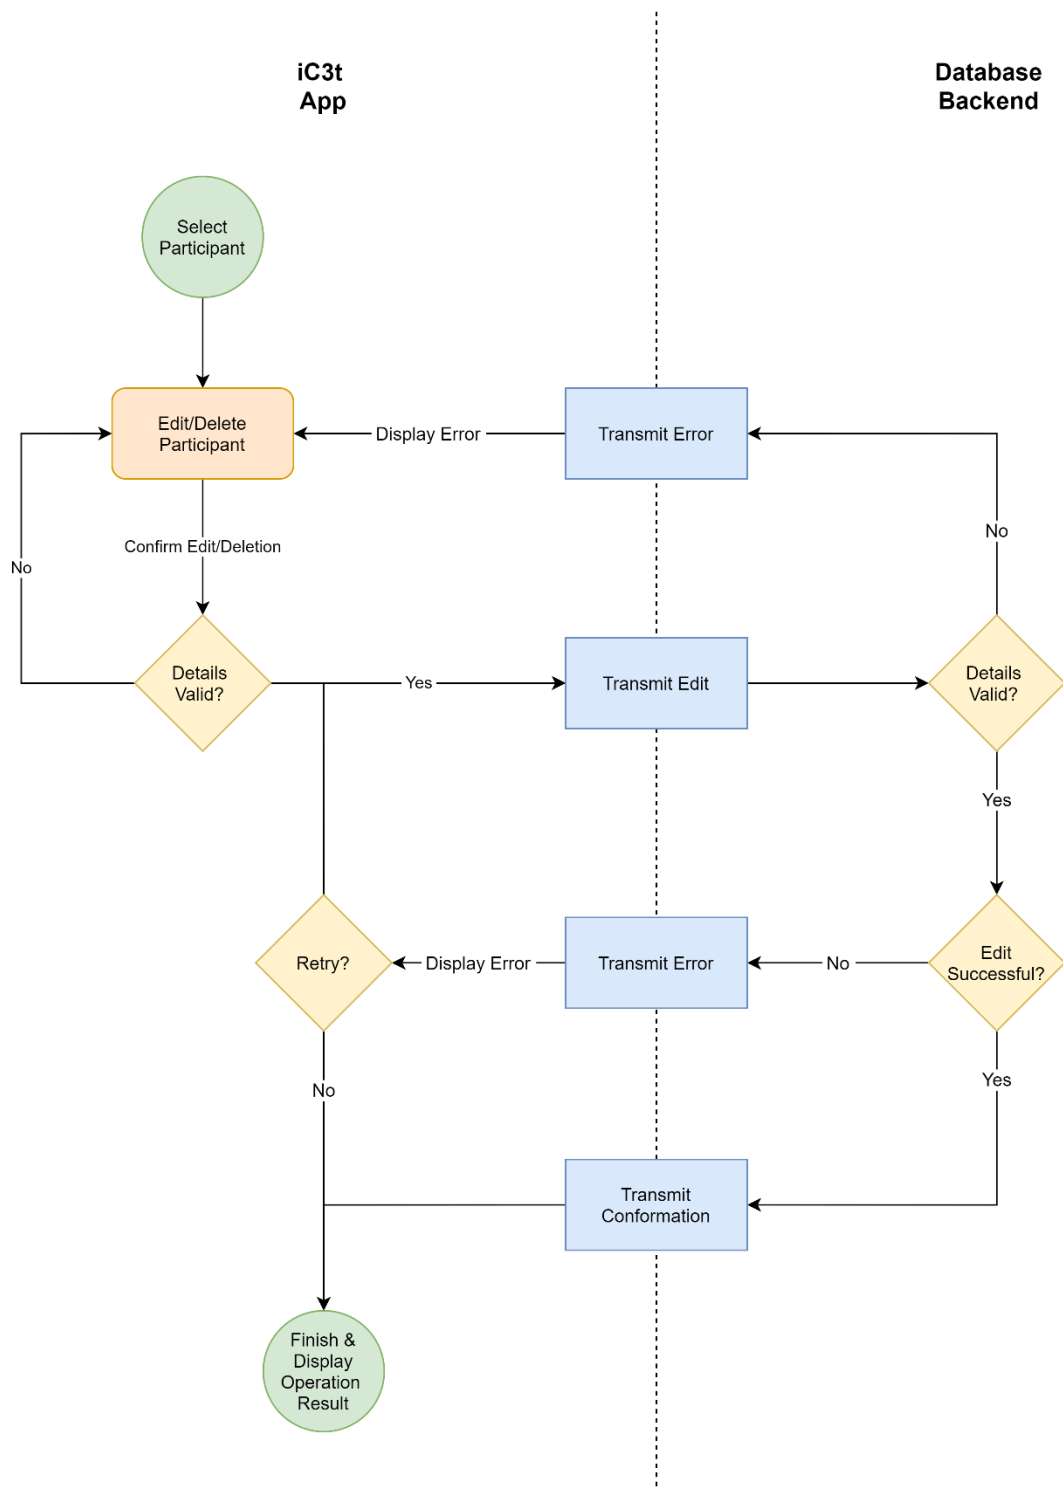 iC3t
App
Database
Backend
Select
Participant
Edit/Delete
Participant
Display Error
Transmit Error
No
Confirm Edit/Deletion
No
Details
Valid?
Yes
Transmit Edit
Details
Valid?
Yes
Retry?
Display Error
Transmit Error
No
Edit
Successful?
No
Yes
Transmit
Conformation
Finish &
Display
Operation
Result